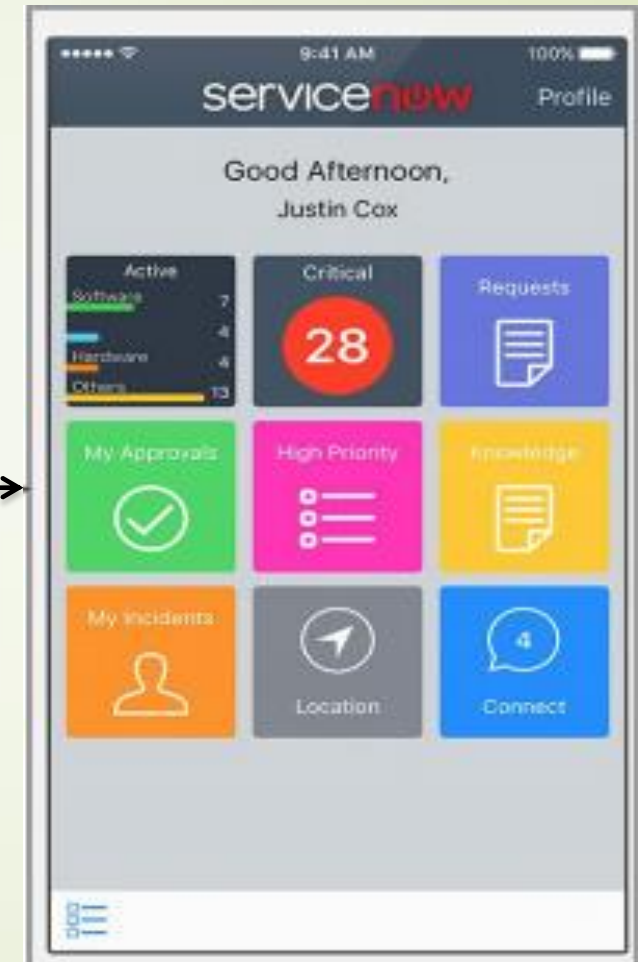 9:41 AM 100%
servicenow Profile
Good Afternoon,
Justin Cox
Active
Software 7
4
Hardware 4
Others 13
Critical
28
Requests
My Approvals
High Priority
Knowledge
My Incidents
Location
4
Connect